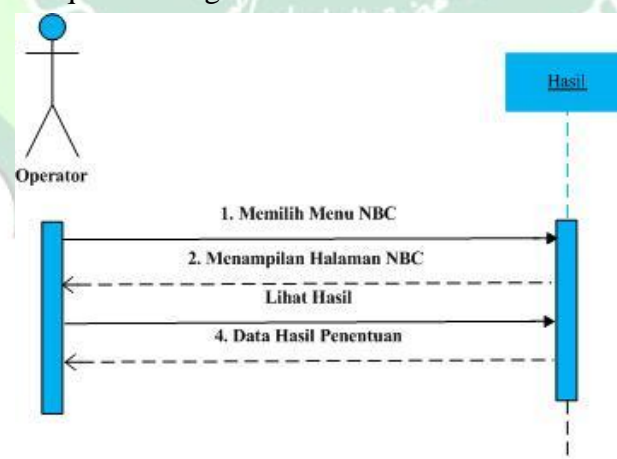 Hasil
Operator
1. Memilih Menu NBC
2. Menampilan Halaman NBC
Lihat Hasil
4. Data Hasil Penentuan